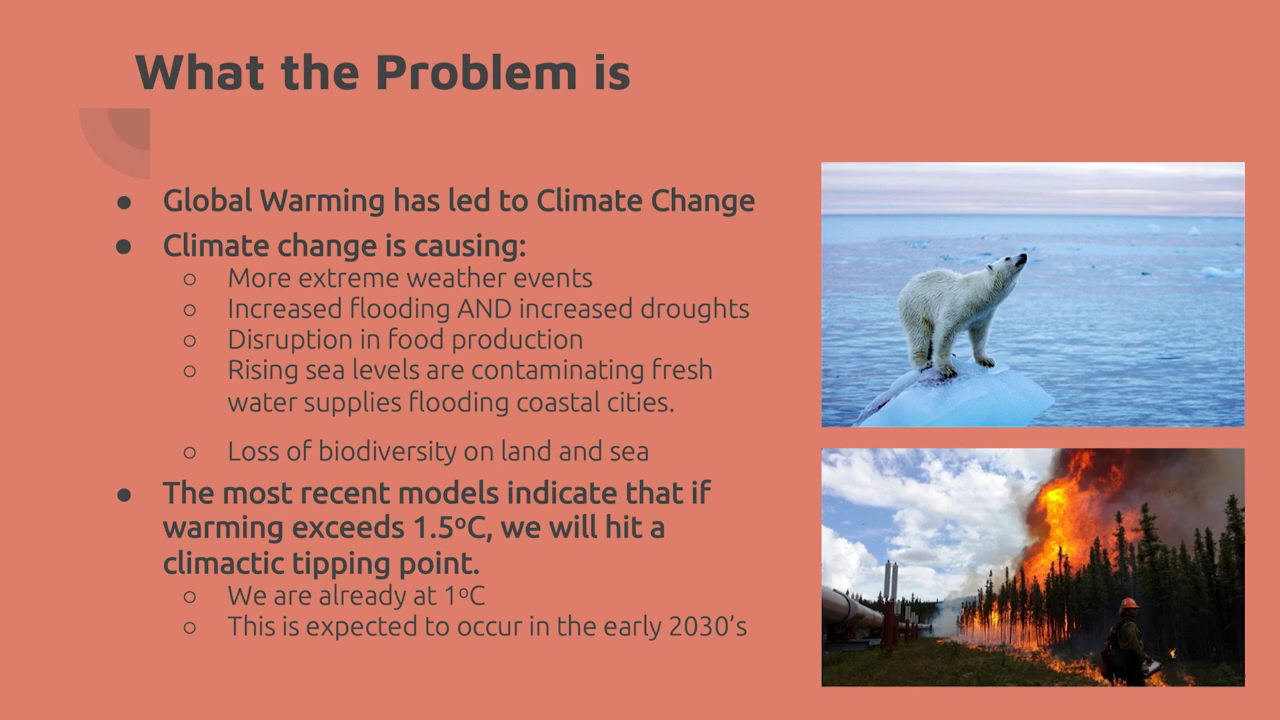 What the Problem is
● Global Warming has led to Climate Change
● Climate change is causing:
○ More extreme weather events
○ Increased flooding AND increased droughts
○ Disruption in food production
○ Rising sea levels are contaminating fresh
water supplies flooding coastal cities.
○ Loss of biodiversity on land and sea
● The most recent models indicate that if
warming exceeds 1.5ºC, we will hit a
climactic tipping point.
○ We are already at 1ºC
○ This is expected to occur in the early 2030’s